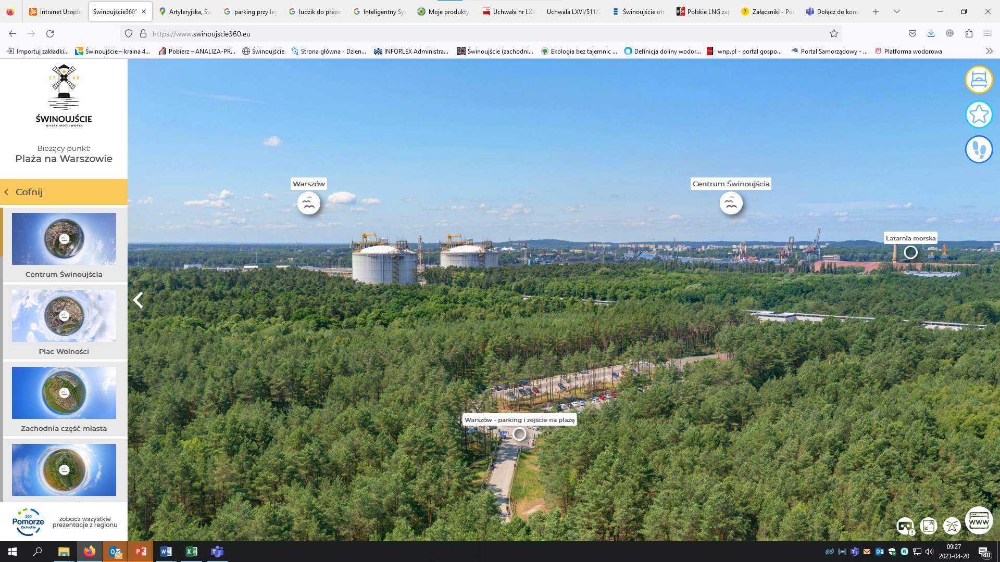 Intranet Urzędu
Świnoujście360°
Artyleryjska, Św
parking przy leg
ludzik do preze
Inteligentny Sys
Moje produkty
Uchwała nr LXV
Uchwala LXVI/511/2
Świnoujście otr
Polskie LNG zap
Załączniki - Poc
Dołącz do konw
https://www.swinoujscie360.eu
Importuj zakładki...
Świnoujście – kraina 4...
Pobierz – ANALIZA-PR...
Świnoujście
Strona główna - Dzien...
INFORLEX Administra...
Świnoujście (zachodni...
Ekologia bez tajemnic ...
Definicja doliny wodor...
wnp.pl - portal gospo...
Portal Samorządowy - ...
Platforma wodorowa
17 65
ŚWINOUJŚCIE
WYSPY MOŻLIWOŚCI
Bieżący punkt:
Plaża na Warszowie
Cofnij
Centrum Świnoujścia
Plac Wolności
Zachodnia część miasta
360
Pomorze
Zachodnie
zobacz wszystkie
prezentacje z regionu
Warszów
Centrum Świnoujścia
Latarnia morska
Warszów - parking i zejście na plażę
WWW
09:27
2023-04-20
40